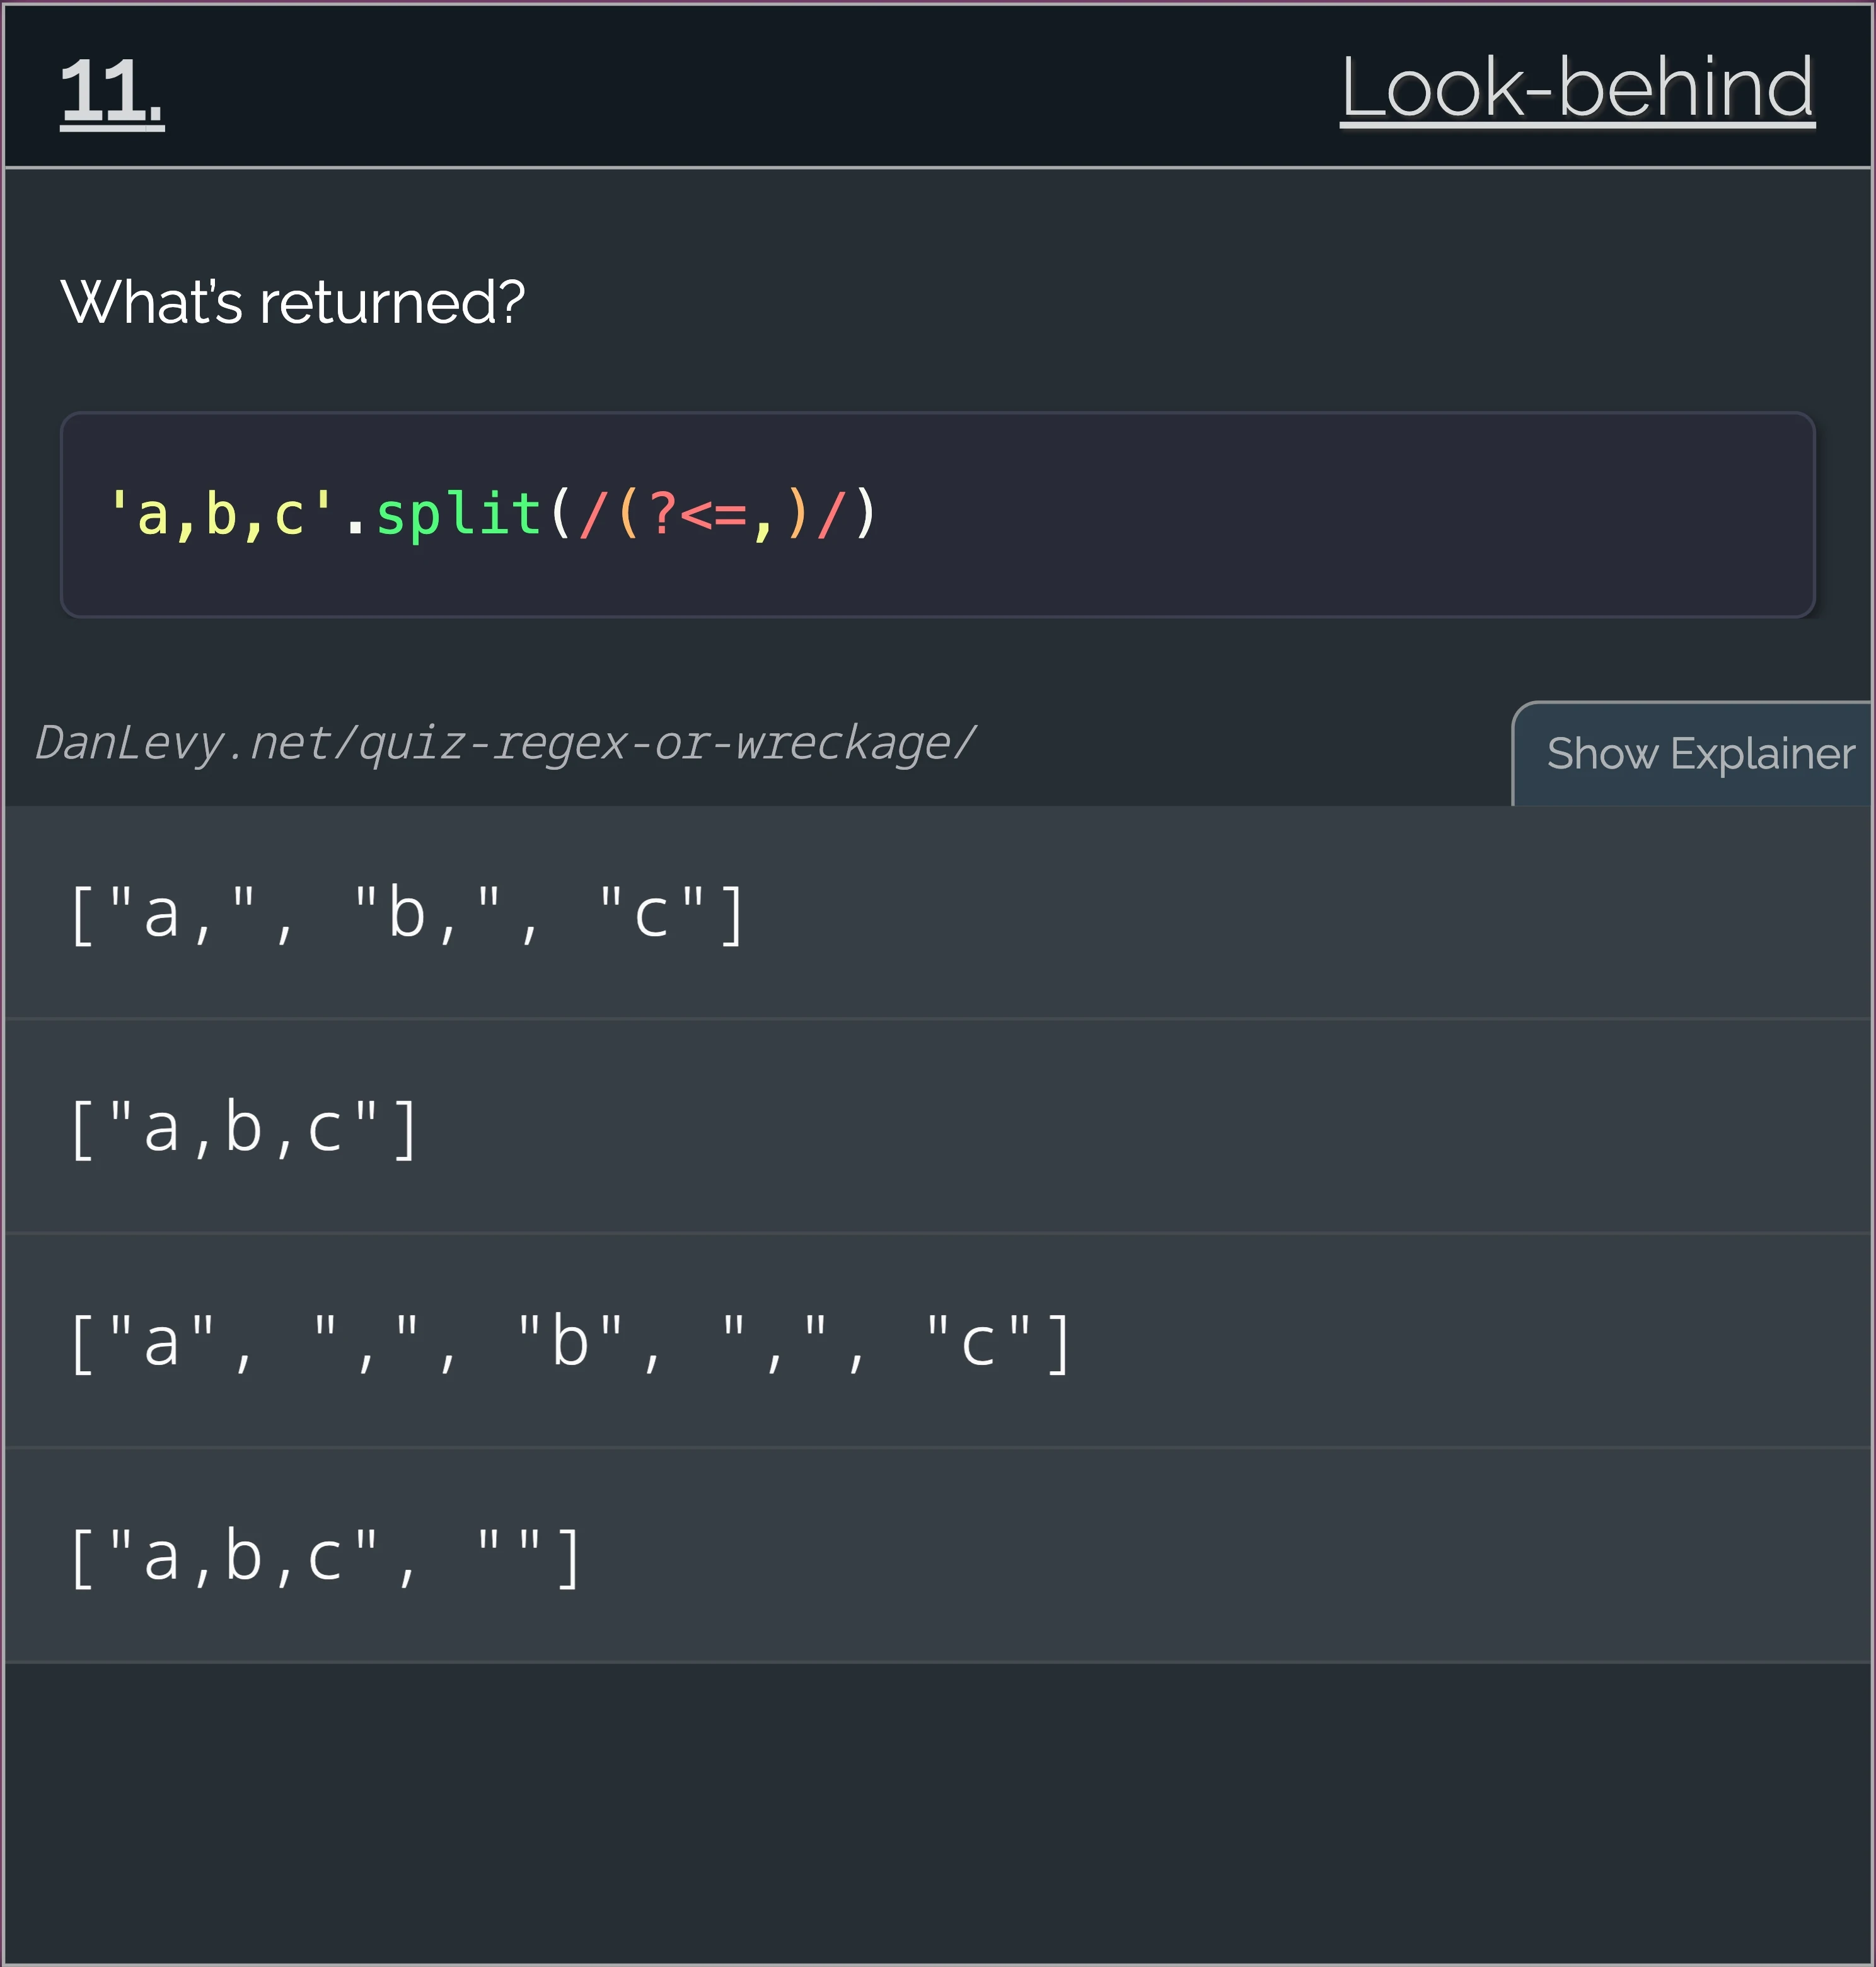 11.
Look-behind
What's returned?
'a,b,c'.split(/(?<=,)/)
DanLevy.net/quiz-regex-or-wreckage/
Show Explainer
["a,", "b,", "c"]
["a,b,c"]
["a", ",", "b", ",", "c"]
["a,b,c", ""]